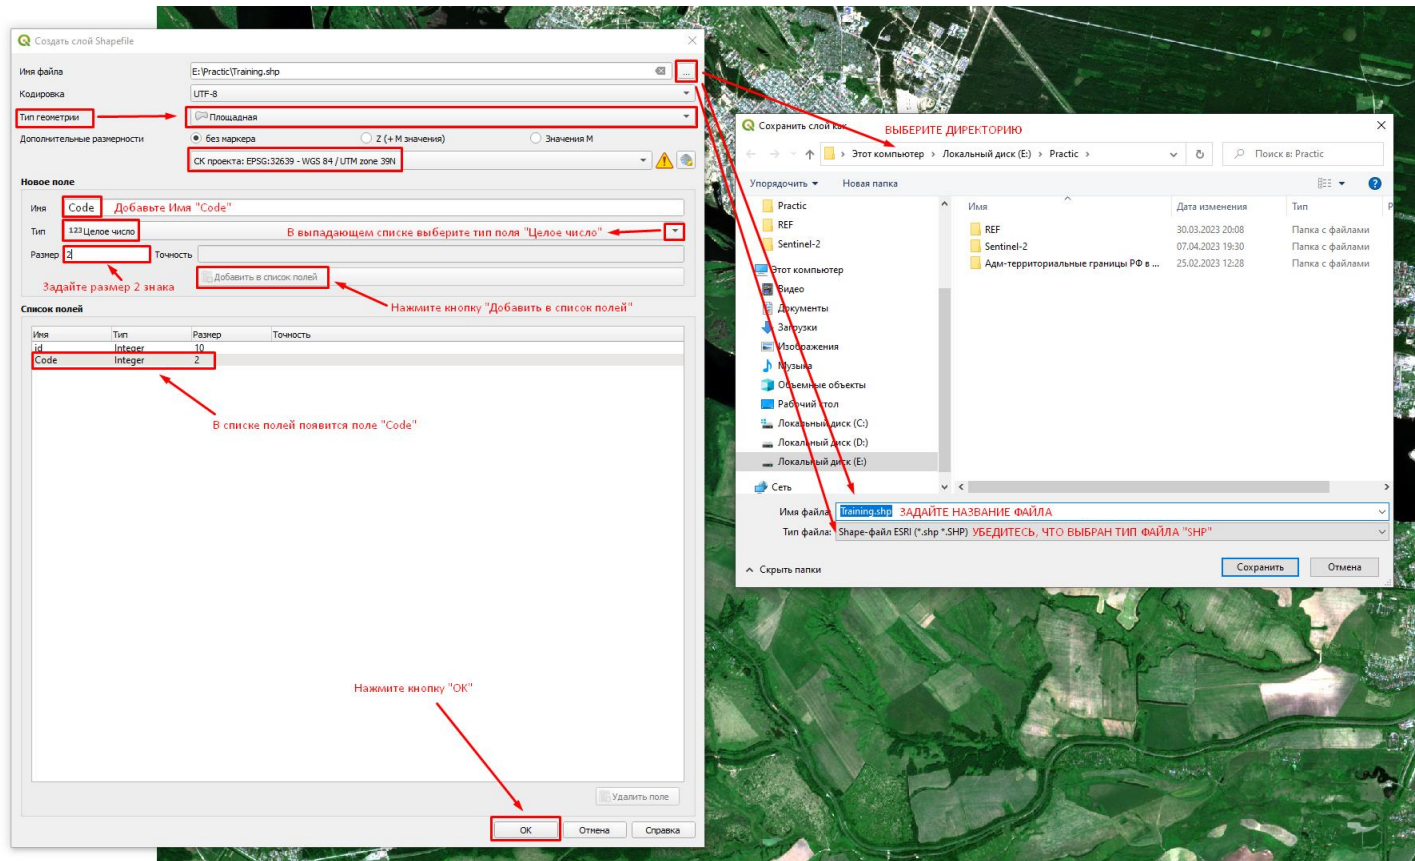 Создать слой Shapefile
Имя файла E:\Practic\Training.shp ...
Кодировка UTF-8
Тип геометрии Площадная
Дополнительные размерности без маркера Z (+ M значения) Значения M
СК проекта: EPSG:32639 - WGS 84 / UTM zone 39N
Новое поле
Имя Code Добавьте Имя "Code"
Тип 123 Целое число В выпадающем списке выберите тип поля "Целое число"
Размер 2 Точность
Добавить в список полей
Задайте размер 2 знака
Нажмите кнопку "Добавить в список полей"
Список полей
Имя Тип Размер Точность
id Integer 10
Code Integer 2
В списке полей появится поле "Code"
Нажмите кнопку "ОК"
Удалить поле
ОК Отмена Справка
Сохранить слой как
ВЫБЕРИТЕ ДИРЕКТОРИЮ
Этот компьютер › Локальный диск (E:) › Practic ›
Поиск в: Practic
Упорядочить Новая папка
Practic
REF
Sentinel-2
Этот компьютер
Видео
Документы
Загрузки
Изображения
Музыка
Объемные объекты
Рабочий стол
Локальный диск (C:)
Локальный диск (D:)
Локальный диск (E:)
Сеть
Имя Дата изменения Тип Р
REF 30.03.2023 20:08 Папка с файлами
Sentinel-2 07.04.2023 19:30 Папка с файлами
Адм-территориальные границы РФ в ... 25.02.2023 12:28 Папка с файлами
Имя файла: Training.shp ЗАДАЙТЕ НАЗВАНИЕ ФАЙЛА
Тип файла: Shape-файл ESRI (*.shp *.SHP) УБЕДИТЕСЬ, ЧТО ВЫБРАН ТИП ФАЙЛА "SHP"
Скрыть папки
Сохранить Отмена